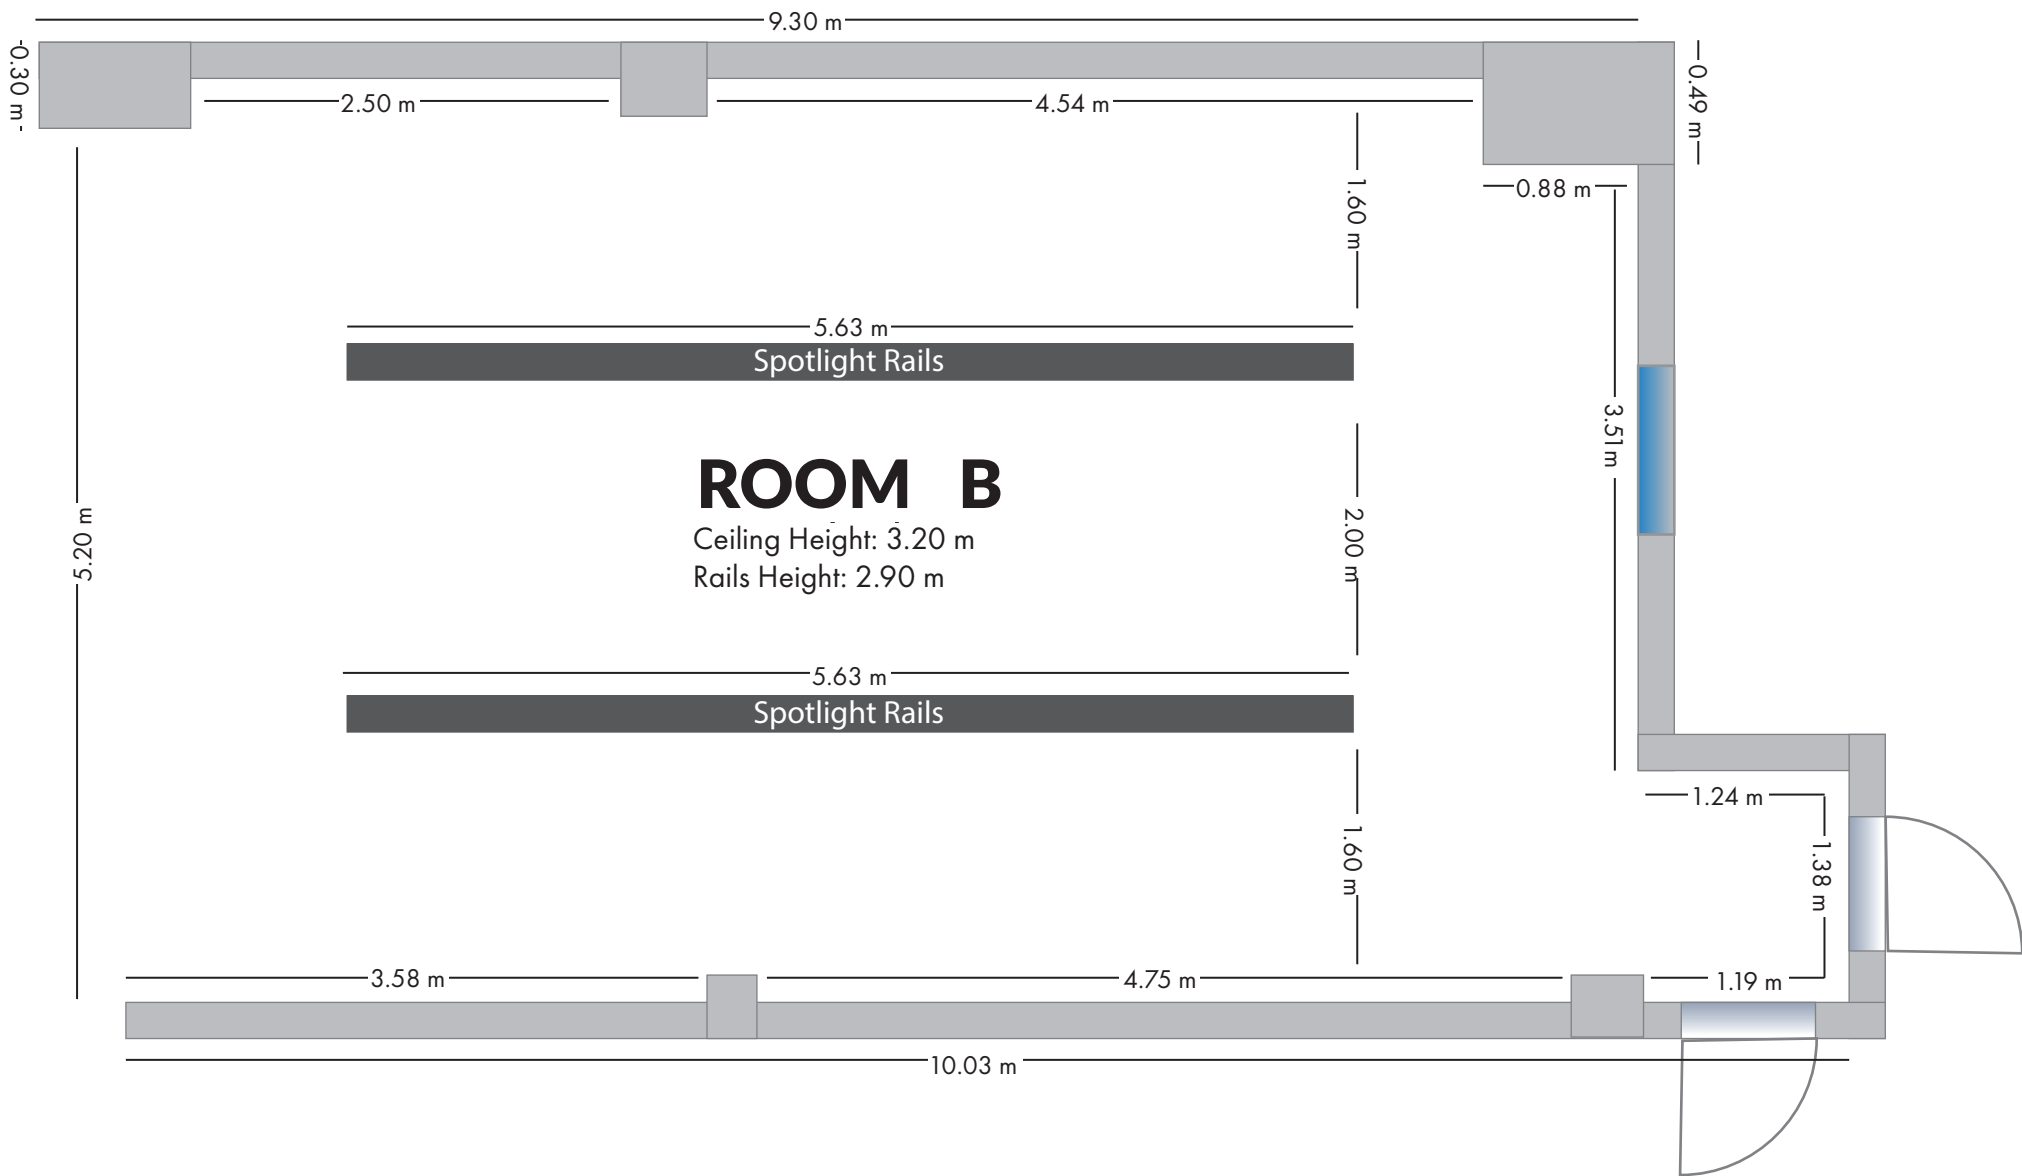 9.30 m
0.30 m
0.49 m
2.50 m
4.54 m
0.88 m
1.60 m
5.63 m
Spotlight Rails
3.51m
ROOM B
Ceiling Height: 3.20 m
Rails Height: 2.90 m
5.20 m
2.00 m
5.63 m
Spotlight Rails
1.24 m
1.60 m
1.38 m
3.58 m
4.75 m
1.19 m
10.03 m